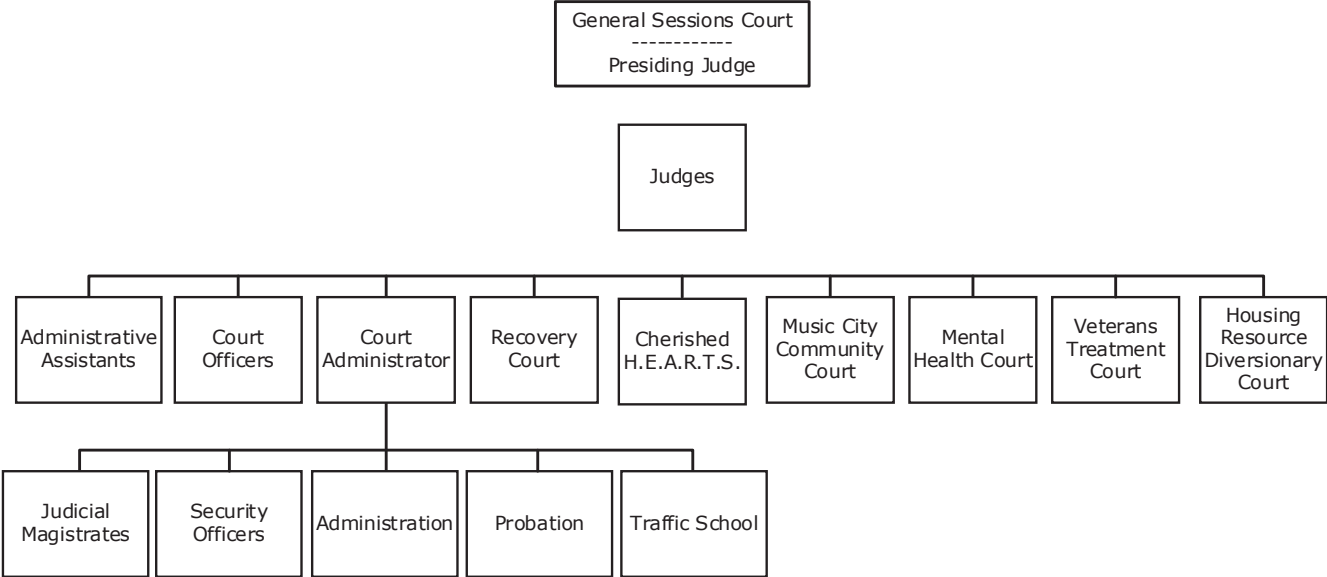 General Sessions Court
------------
Presiding Judge
Judges
Administrative
Assistants
Court
Officers
Court
Administrator
Recovery
Court
Cherished
H.E.A.R.T.S.
Music City
Community
Court
Mental
Health Court
Veterans
Treatment
Court
Housing
Resource
Diversionary
Court
Judicial
Magistrates
Security
Officers
Administration
Probation
Traffic School